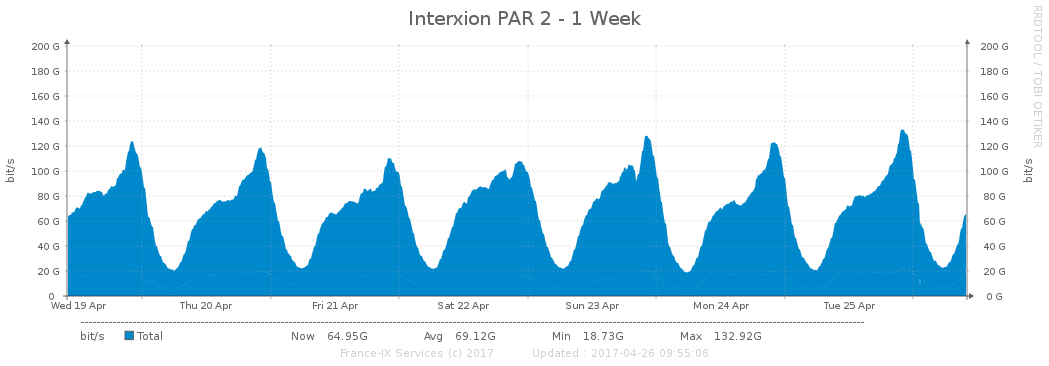 Interxion PAR 2 - 1 Week
RRDTOOL / TOBI OETIKER
200 G 200 G
180 G 180 G
160 G 160 G
140 G 140 G
120 G 120 G
100 G 100 G
80 G 80 G
60 G 60 G
40 G 40 G
20 G 20 G
0 0 G
bit/s bit/s
Wed 19 Apr Thu 20 Apr Fri 21 Apr Sat 22 Apr Sun 23 Apr Mon 24 Apr Tue 25 Apr
bit/s Total Now 64.95G Avg 69.12G Min 18.73G Max 132.92G
France-IX Services (c) 2017 Updated : 2017-04-26 09:55:06